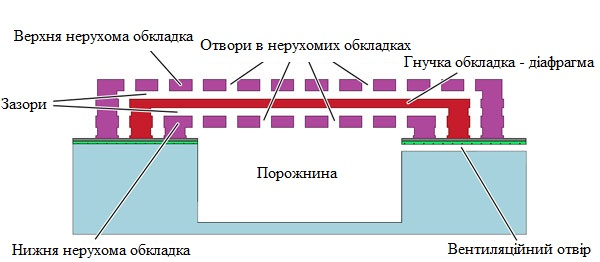 Верхня нерухома обкладка
Отвори в нерухомих обкладках
Гнучка обкладка - діафрагма
Зазори
Порожнина
Нижня нерухома обкладка
Вентиляційний отвір